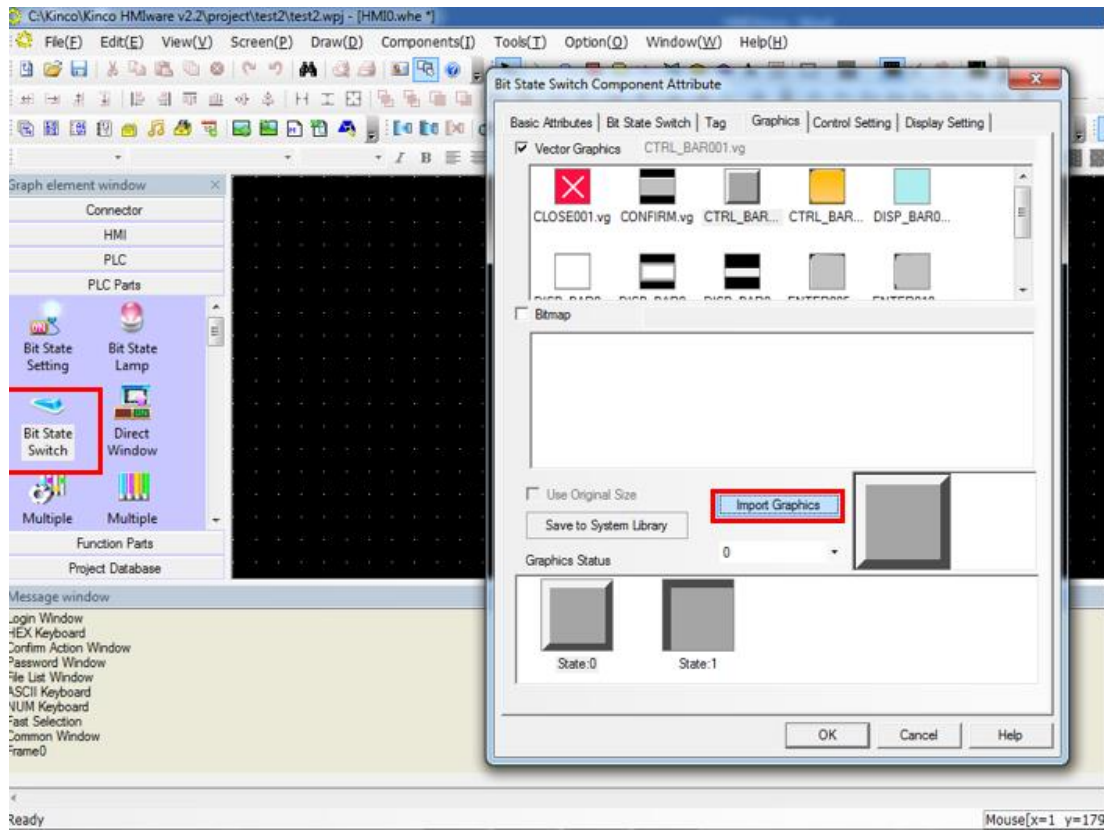 C:\Kinco\Kinco HMIware v2.2\project\test2\test2.wpj - [HMI0.whe *]
File(F) Edit(E) View(V) Screen(P) Draw(D) Components(J) Tools(T) Option(O) Window(W) Help(H)
I B
Graph element window
Connector
HMI
PLC
PLC Parts
Bit State Setting
Bit State Lamp
Bit State Switch
Direct Window
Multiple
Multiple
Function Parts
Project Database
Bit State Switch Component Attribute
Basic Attributes Bit State Switch Tag Graphics Control Setting Display Setting
Vector Graphics CTRL_BAR001.vg
CLOSE001.vg CONFIRM.vg CTRL_BAR... CTRL_BAR... DISP_BAR0...
Bitmap
Use Original Size
Import Graphics
Save to System Library
Graphics Status
0
State:0 State:1
OK Cancel Help
Message window
Login Window
HEX Keyboard
Confirm Action Window
Password Window
File List Window
ASCII Keyboard
NUM Keyboard
Fast Selection
Common Window
Frame0
Ready
Mouse[x=1 y=179